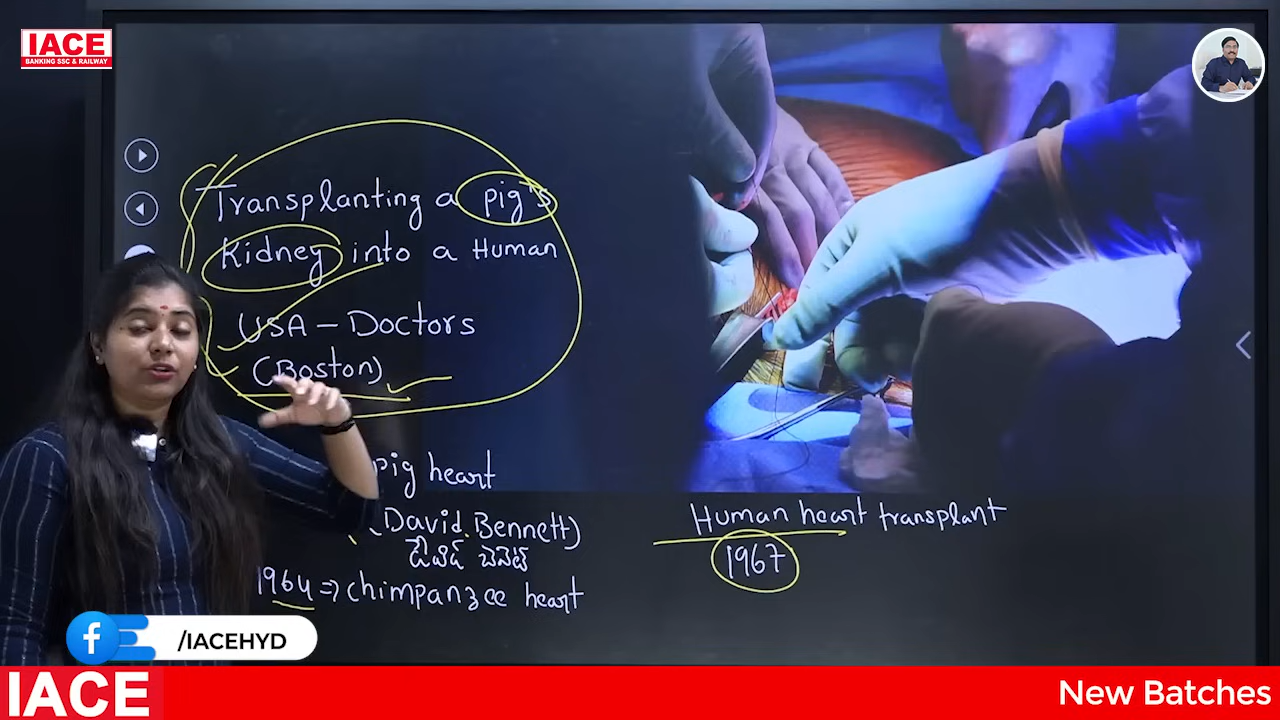 IACE
BANKING SSC & RAILWAY
Transplanting a pig's
Kidney into a Human
USA - Doctors
(Boston)
pig heart
(David Bennett)
డేవిడ్ బెనెట్
1964 => chimpanzee heart
Human heart transplant
1967
/IACEHYD
IACE
New Batches